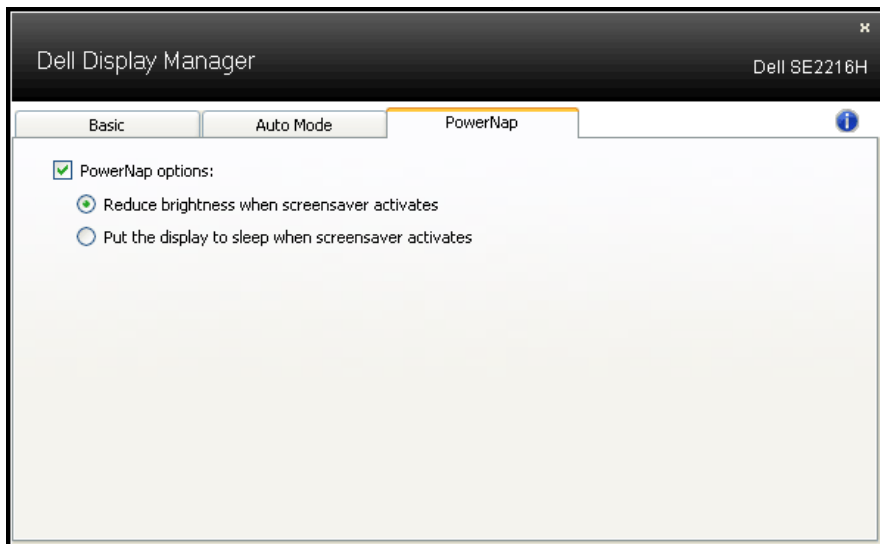 Dell Display Manager
Dell SE2216H
Basic
Auto Mode
PowerNap
PowerNap options:
Reduce brightness when screensaver activates
Put the display to sleep when screensaver activates